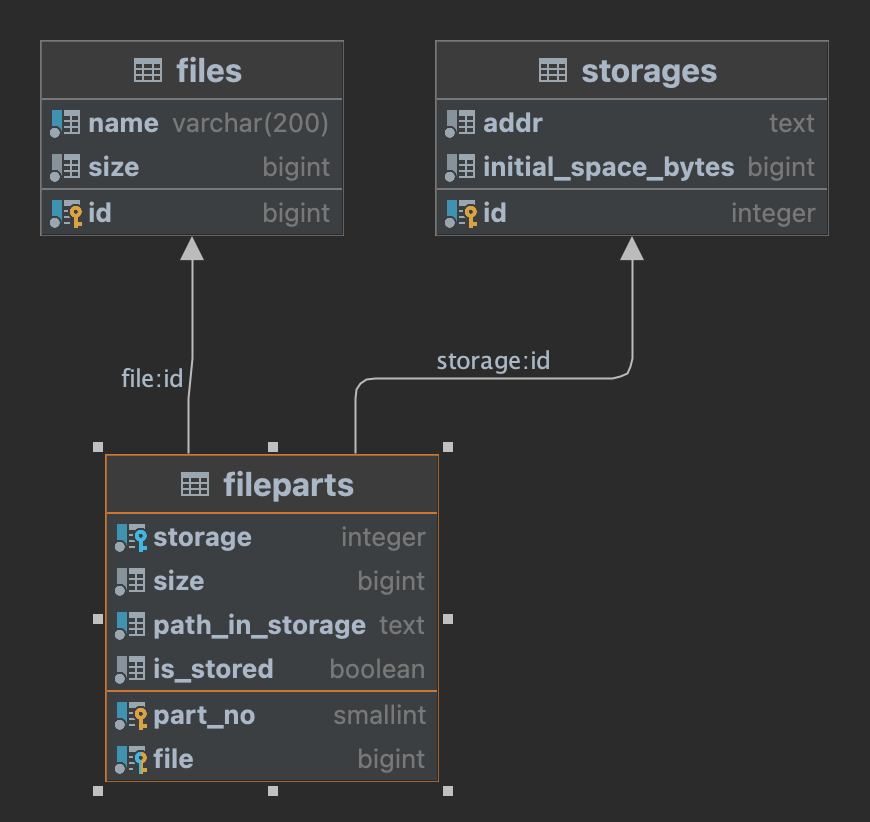 files
name varchar(200)
size bigint
id bigint
storages
addr text
initial_space_bytes bigint
id integer
file:id
storage:id
fileparts
storage integer
size bigint
path_in_storage text
is_stored boolean
part_no smallint
file bigint